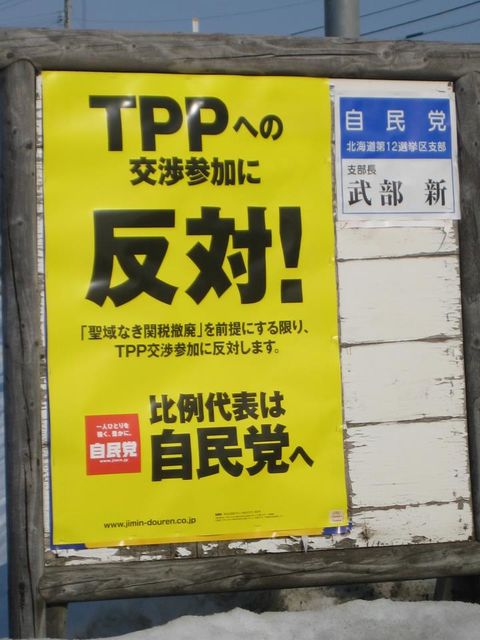 TPPへの
交渉参加に
反対!
「聖域なき関税撤廃」を前提にする限り、
TPP交渉参加に反対します。
比例代表は
自民党へ
一人ひとりを
強く、豊かに。
自民党
www.jimin.jp
www.jimin-douren.co.jp
自民党
北海道第12選挙区支部
支部長
武部 新